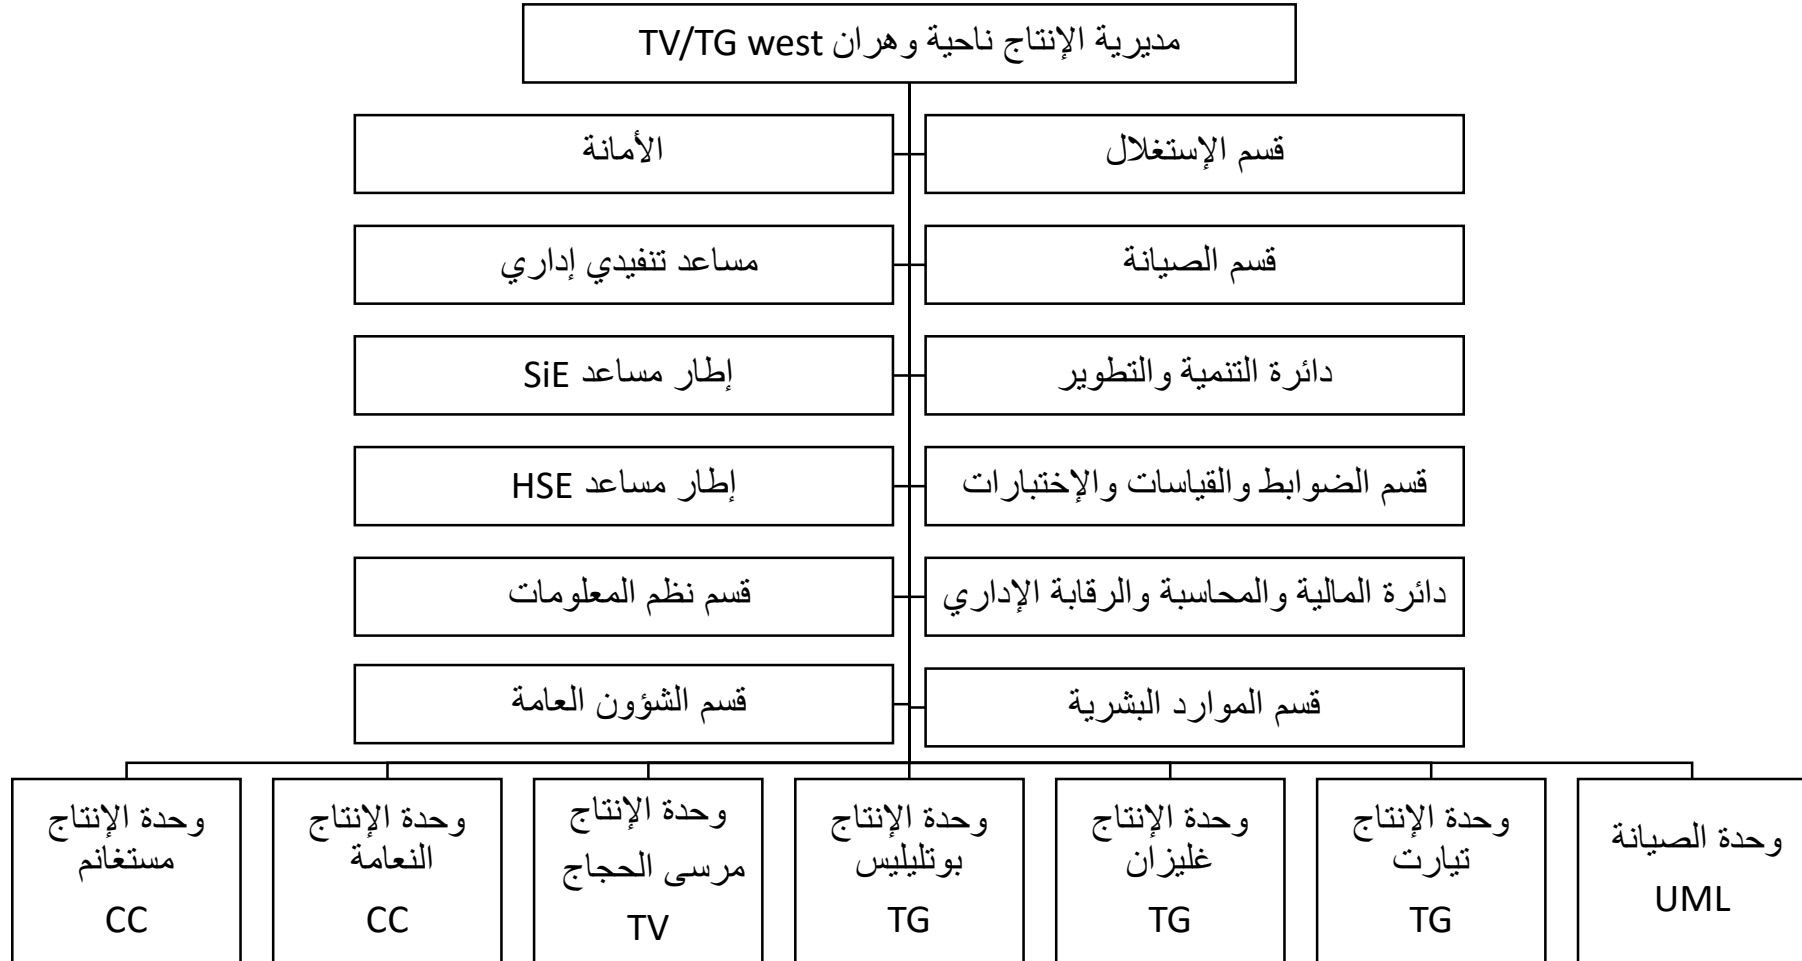 مديرية الإنتاج ناحية وهران TV/TG west
قسم الإستغلال
الأمانة
قسم الصيانة
مساعد تنفيدي إداري
دائرة التنمية والتطوير
إطار مساعد SiE
قسم الضوابط والقياسات والإختبارات
إطار مساعد HSE
دائرة المالية والمحاسبة والرقابة الإداري
قسم نظم المعلومات
قسم الموارد البشرية
قسم الشؤون العامة
وحدة الصيانة
UML
وحدة الإنتاج
تيارت
TG
وحدة الإنتاج
غليزان
TG
وحدة الإنتاج
بوتليليس
TG
وحدة الإنتاج
مرسى الحجاج
TV
وحدة الإنتاج
النعامة
CC
وحدة الإنتاج
مستغانم
CC